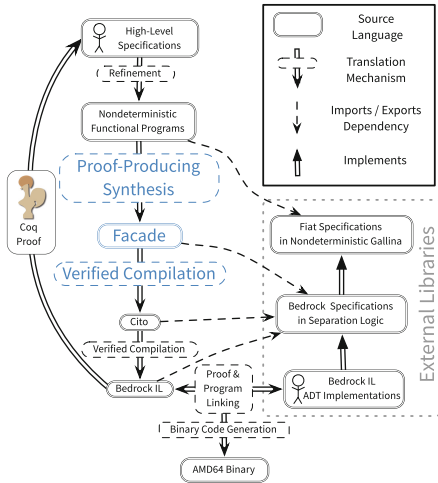 High-Level
Specifications
Refinement
Nondeterministic
Functional Programs
Proof-Producing
Synthesis
Facade
Verified Compilation
Cito
Verified Compilation
Bedrock IL
Coq
Proof
Proof &
Program
Linking
Binary Code Generation
AMD64 Binary
Source
Language
Translation
Mechanism
Imports / Exports
Dependency
Implements
Fiat Specifications
in Nondeterministic Gallina
Bedrock Specifications
in Separation Logic
Bedrock IL
ADT Implementations
External Libraries